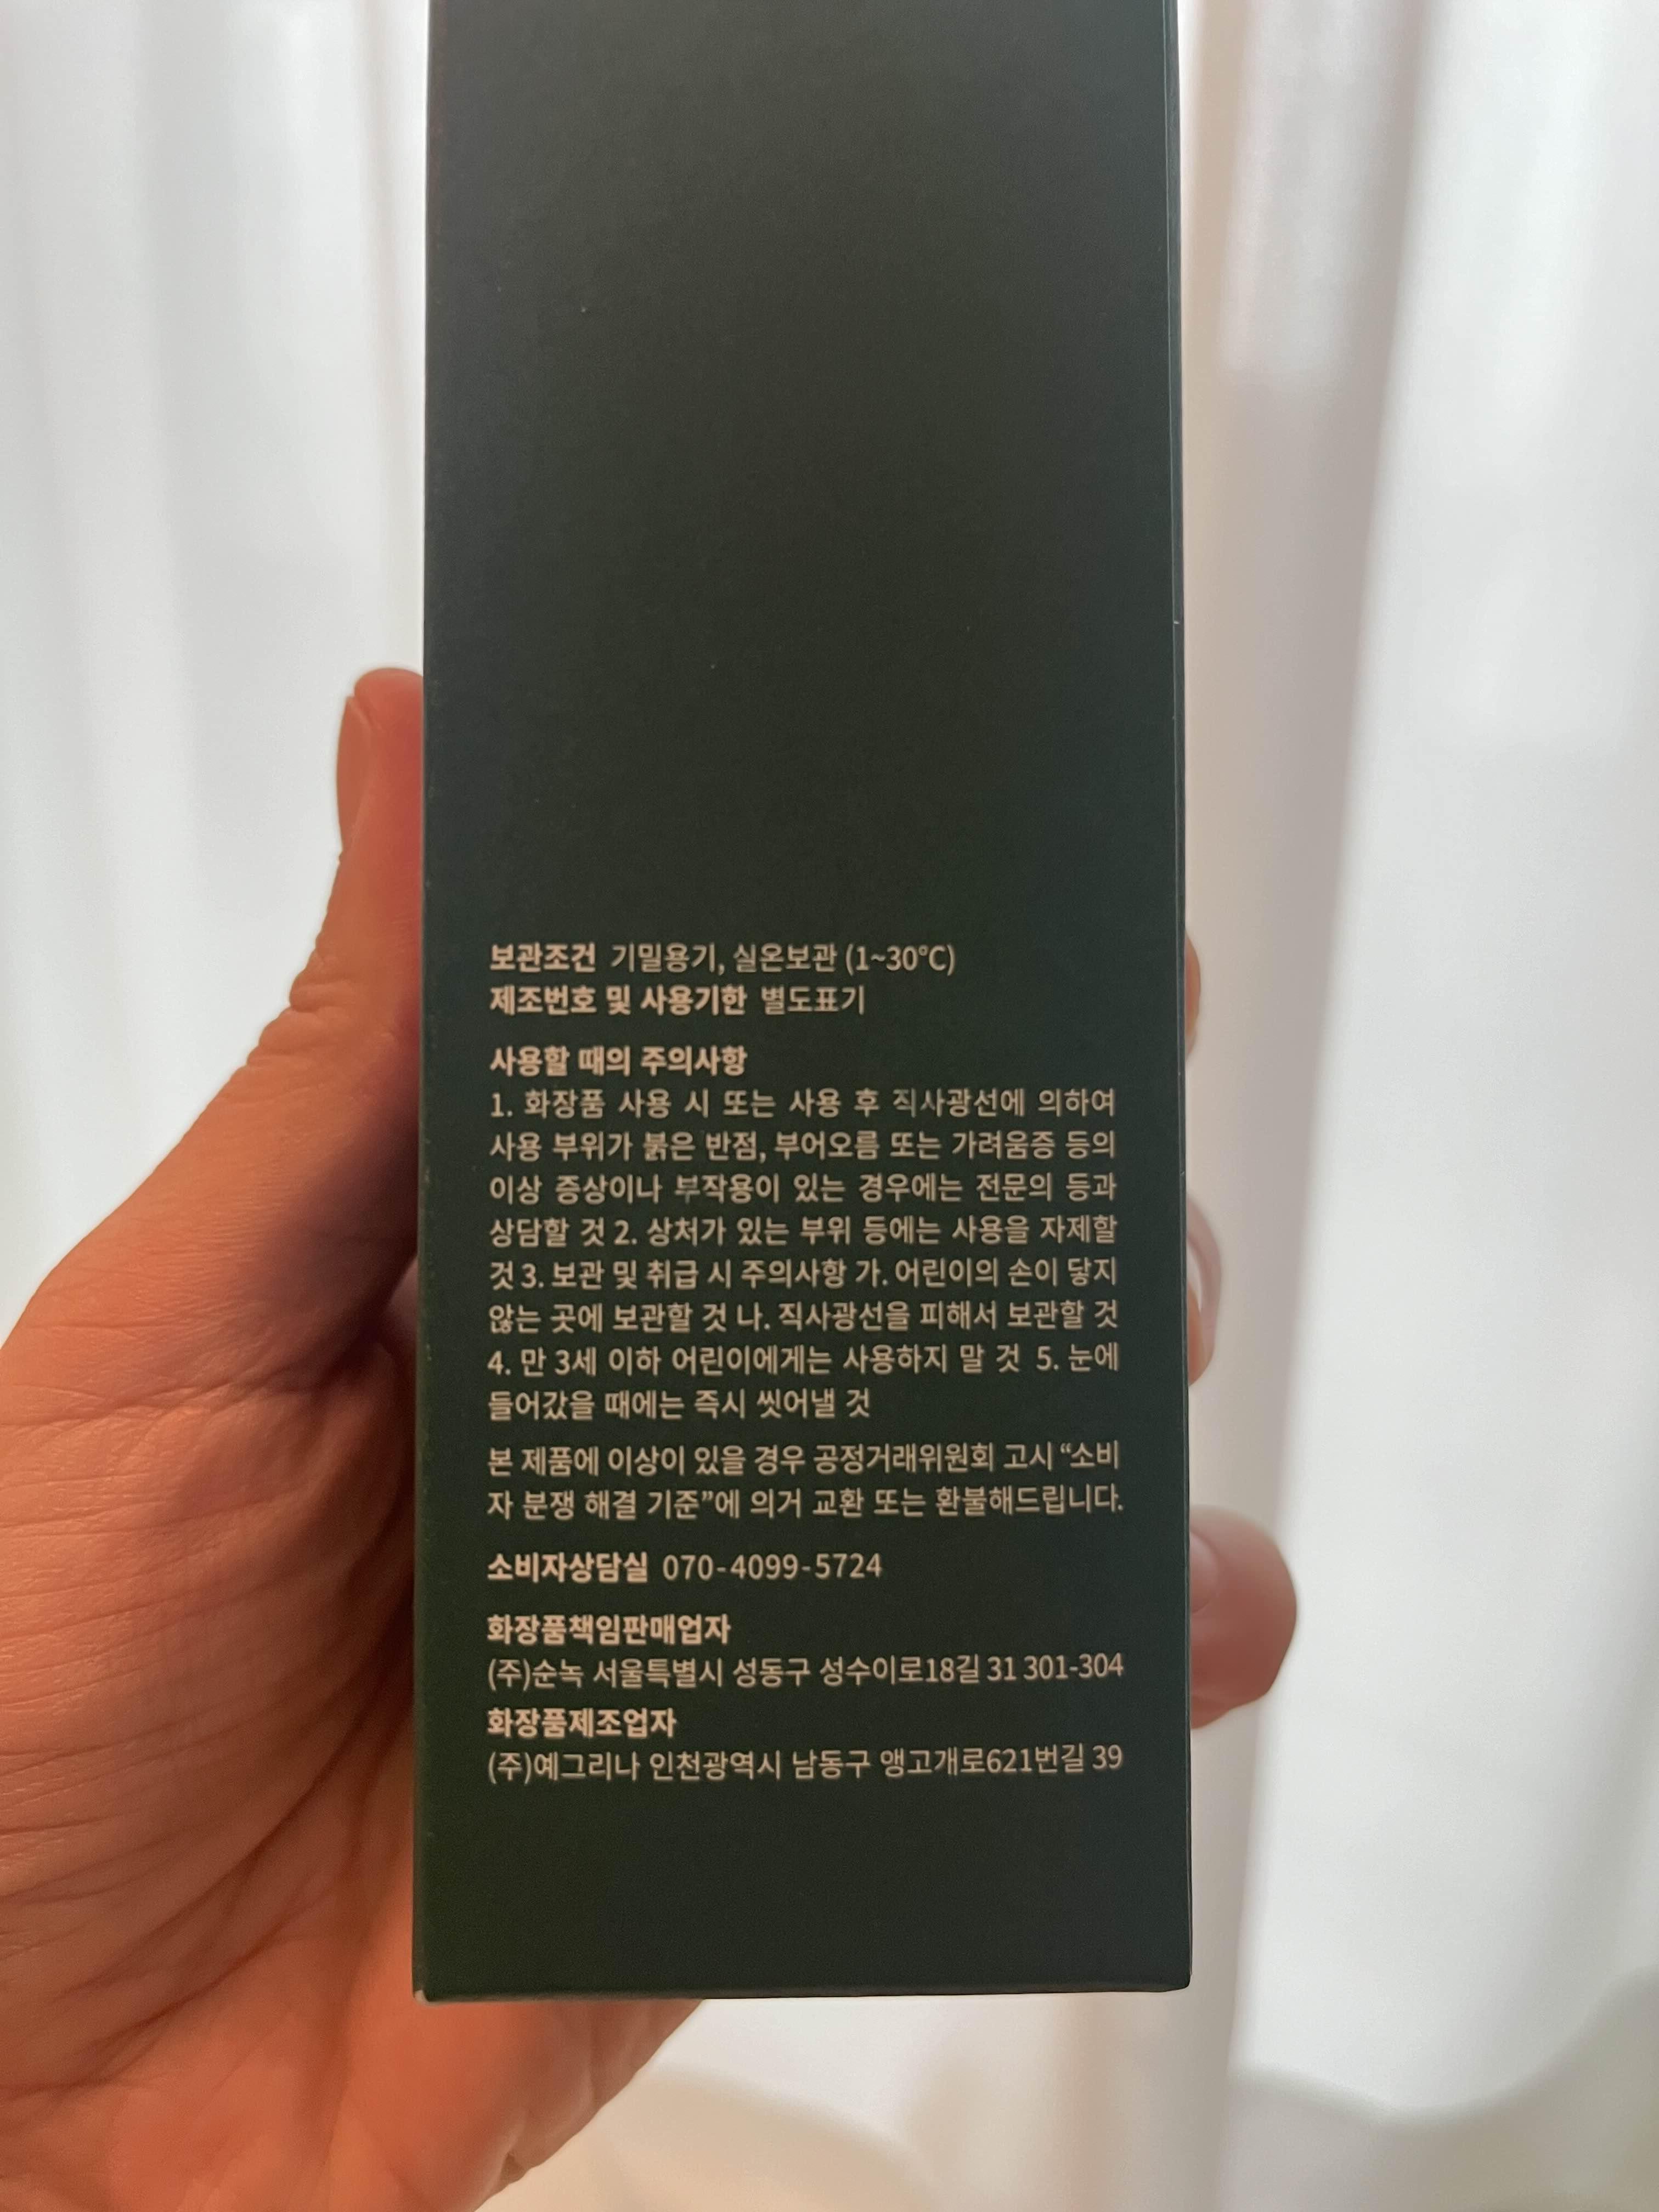 보관조건 기밀용기, 실온보관 (1~30°C)
제조번호 및 사용기한 별도표기
사용할 때의 주의사항
1. 화장품 사용 시 또는 사용 후 직사광선에 의하여
사용 부위가 붉은 반점, 부어오름 또는 가려움증 등의
이상 증상이나 부작용이 있는 경우에는 전문의 등과
상담할 것 2. 상처가 있는 부위 등에는 사용을 자제할
것 3. 보관 및 취급 시 주의사항 가. 어린이의 손이 닿지
않는 곳에 보관할 것 나. 직사광선을 피해서 보관할 것
4. 만 3세 이하 어린이에게는 사용하지 말 것 5. 눈에
들어갔을 때에는 즉시 씻어낼 것
본 제품에 이상이 있을 경우 공정거래위원회 고시 “소비
자 분쟁 해결 기준”에 의거 교환 또는 환불해드립니다.
소비자상담실 070-4099-5724
화장품책임판매업자
(주)순녹 서울특별시 성동구 성수이로18길 31 301-304
화장품제조업자
(주)예그리나 인천광역시 남동구 앵고개로621번길 39